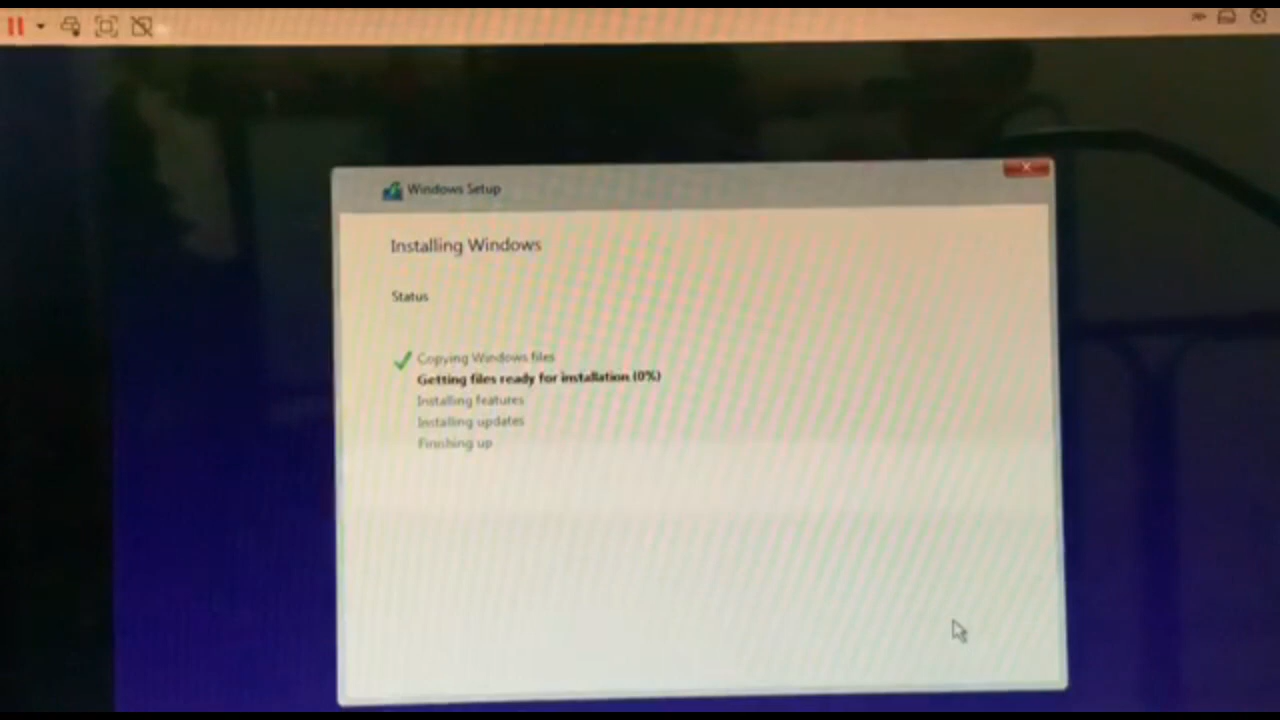 Windows Setup
Installing Windows
Status
Copying Windows files
Getting files ready for installation (0%)
Installing features
Installing updates
Finishing up